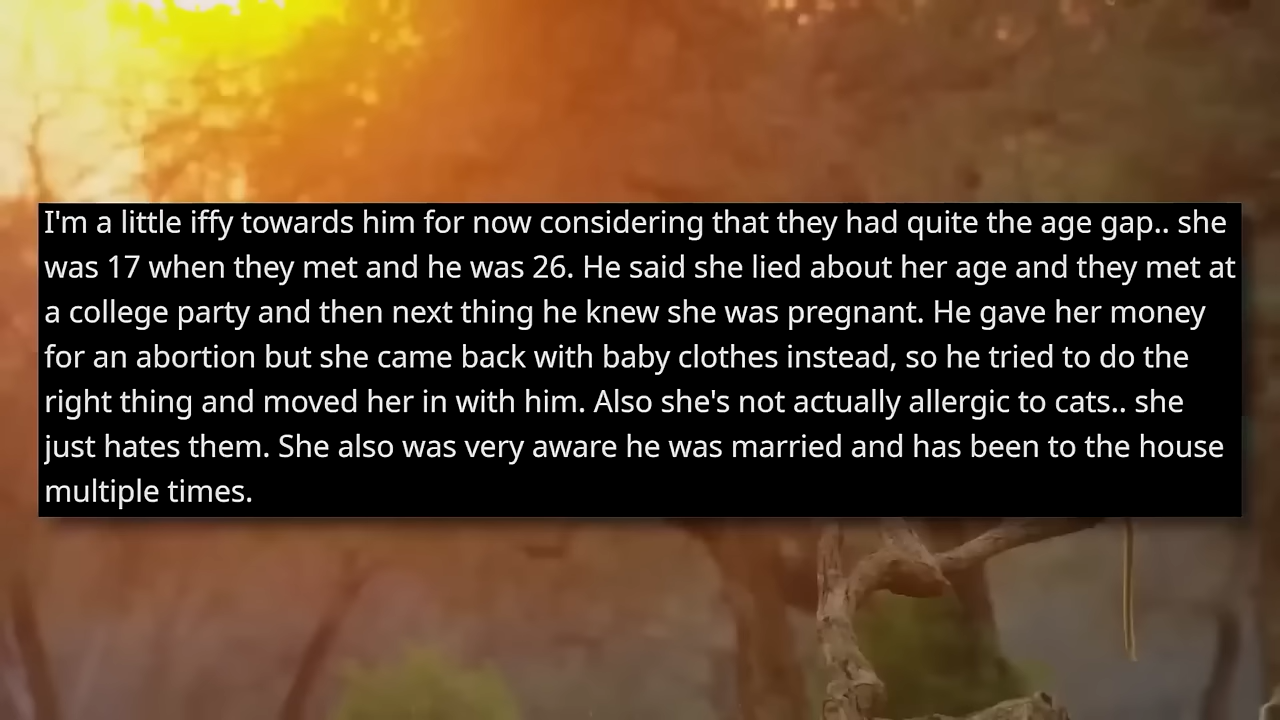 I'm a little iffy towards him for now considering that they had quite the age gap.. she
was 17 when they met and he was 26. He said she lied about her age and they met at
a college party and then next thing he knew she was pregnant. He gave her money
for an abortion but she came back with baby clothes instead, so he tried to do the
right thing and moved her in with him. Also she's not actually allergic to cats.. she
just hates them. She also was very aware he was married and has been to the house
multiple times.